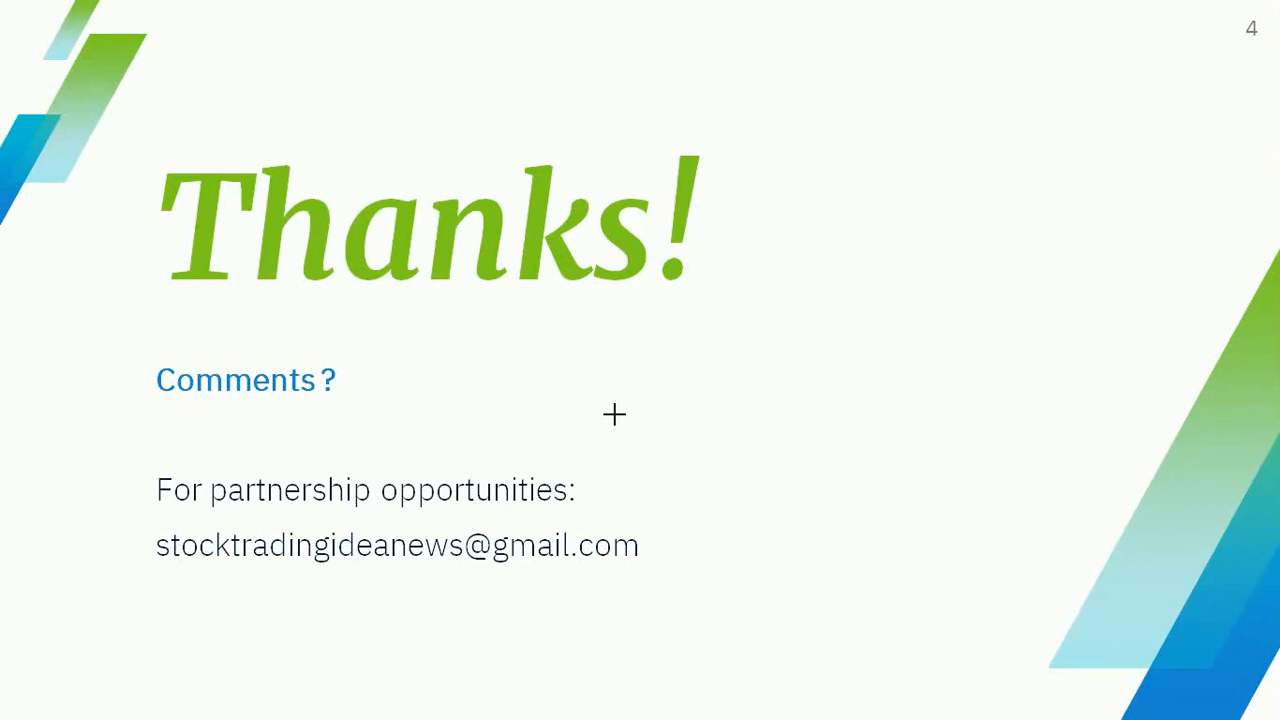 4
Thanks!
Comments?
For partnership opportunities:
stocktradingideanews@gmail.com